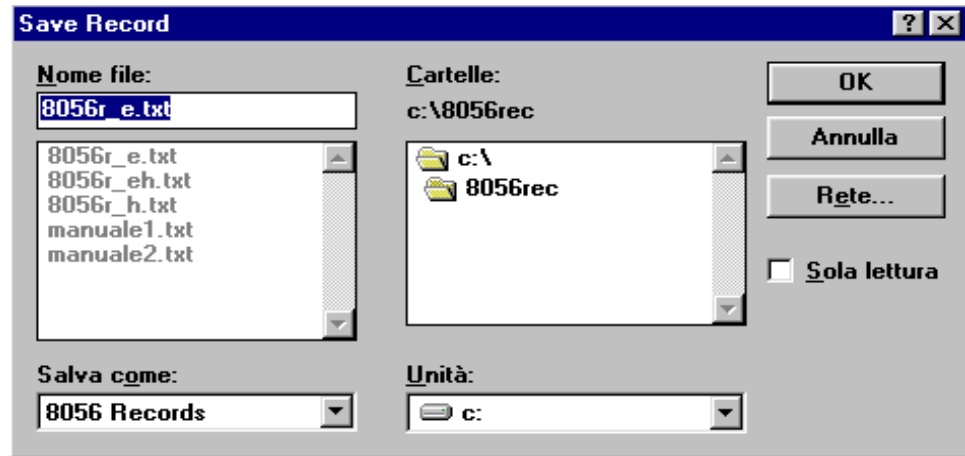 Save Record
Nome file:
8056r_e.txt
8056r_e.txt
8056r_eh.txt
8056r_h.txt
manuale1.txt
manuale2.txt
Salva come:
8056 Records
Cartelle:
c:\8056rec
c:\
8056rec
Unità:
c:
OK
Annulla
Rete...
Sola lettura